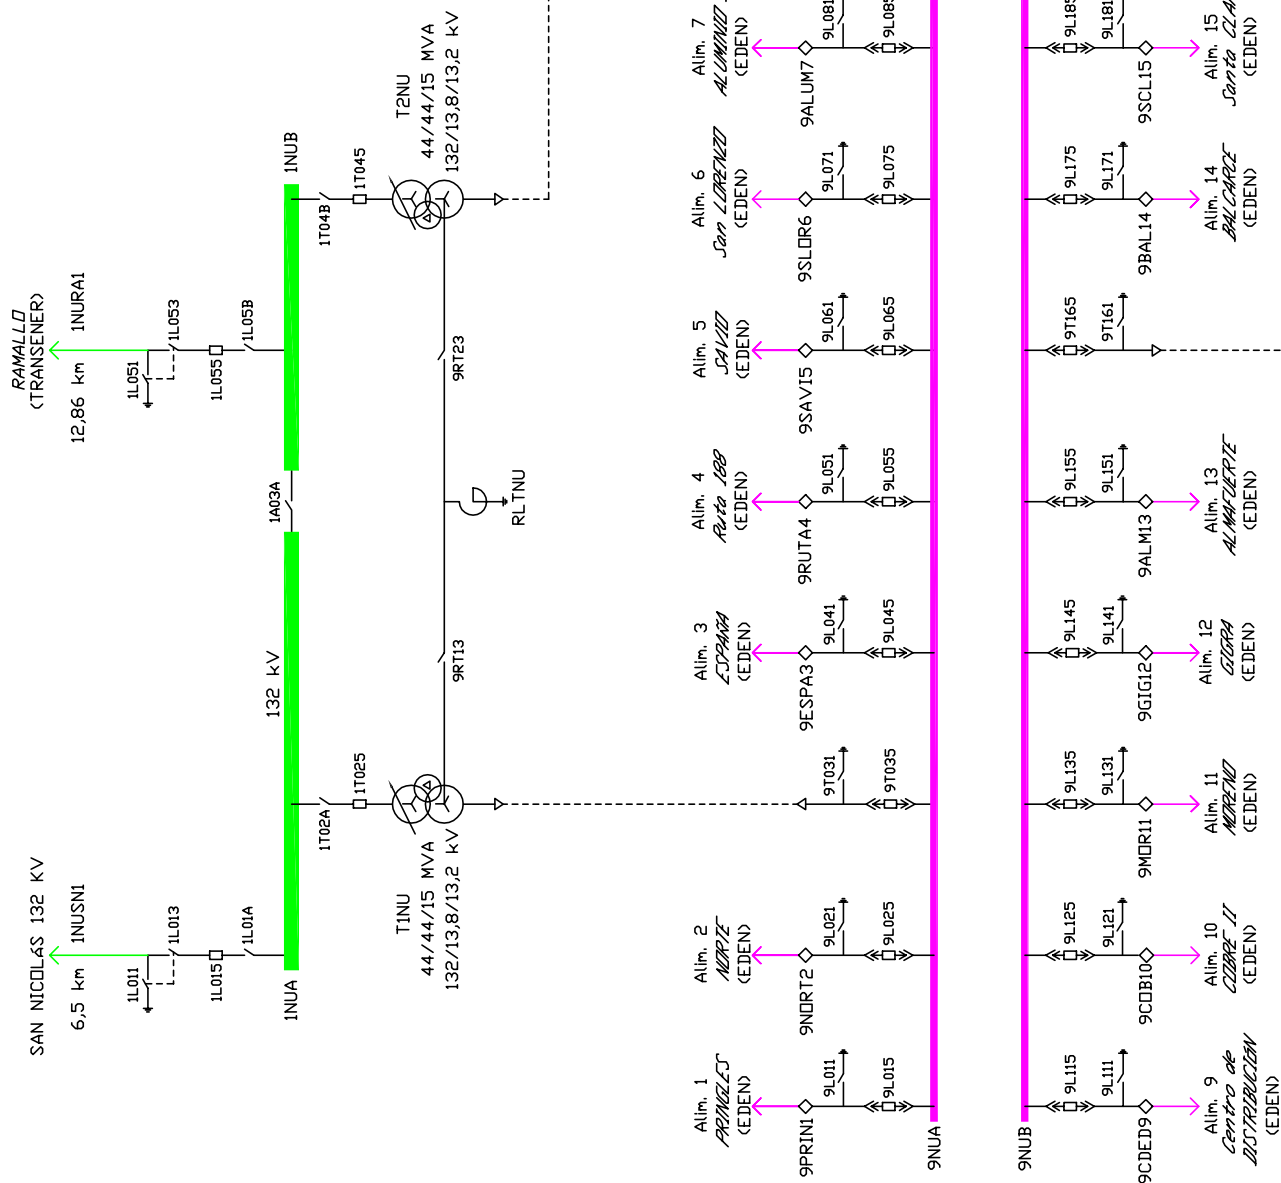 SAN NICOLAS 132 KV
6,5 km 1NUSN1
1L011
1L013
1L015
1L01A
1NUA
RAMALLO
(TRANSENER)
12,86 km 1NURA1
1L051
1L053
1L055
1L05B
1NUB
132 kV
1A03A
1T02A
1T025
T1NU
44/44/15 MVA
132/13,8/13,2 kV
1T04B
1T045
T2NU
44/44/15 MVA
132/13,8/13,2 kV
9RT13
9RT23
RLTNU
Alim. 1
PRINGLES
(EDEN)
9PRIN1
9L011
9L015
Alim. 2
NORTE
(EDEN)
9NORT2
9L021
9L025
9T031
9T035
Alim. 3
ESPAÑA
(EDEN)
9ESPA3
9L041
9L045
Alim. 4
Ruta 188
(EDEN)
9RUTA4
9L051
9L055
Alim. 5
SAVIO
(EDEN)
9SAVI5
9L061
9L065
Alim. 6
San LORENZO
(EDEN)
9SLOR6
9L071
9L075
Alim. 7
ALUMINIO
(EDEN)
9ALUM7
9L081
9L085
9NUA
9NUB
9L115
9L111
9CDED9
Alim. 9
Centro de
DISTRIBUCIÓN
(EDEN)
9L125
9L121
9COB10
Alim. 10
COBRE II
(EDEN)
9L135
9L131
9MOR11
Alim. 11
MORENO
(EDEN)
9L145
9L141
9GIG12
Alim. 12
GIGRA
(EDEN)
9L155
9L151
9ALM13
Alim. 13
ALMAFUERTE
(EDEN)
9T165
9T161
9L175
9L171
9BAL14
Alim. 14
BALCARCE
(EDEN)
9L185
9L181
9SCL15
Alim. 15
Santa CLA
(EDEN)